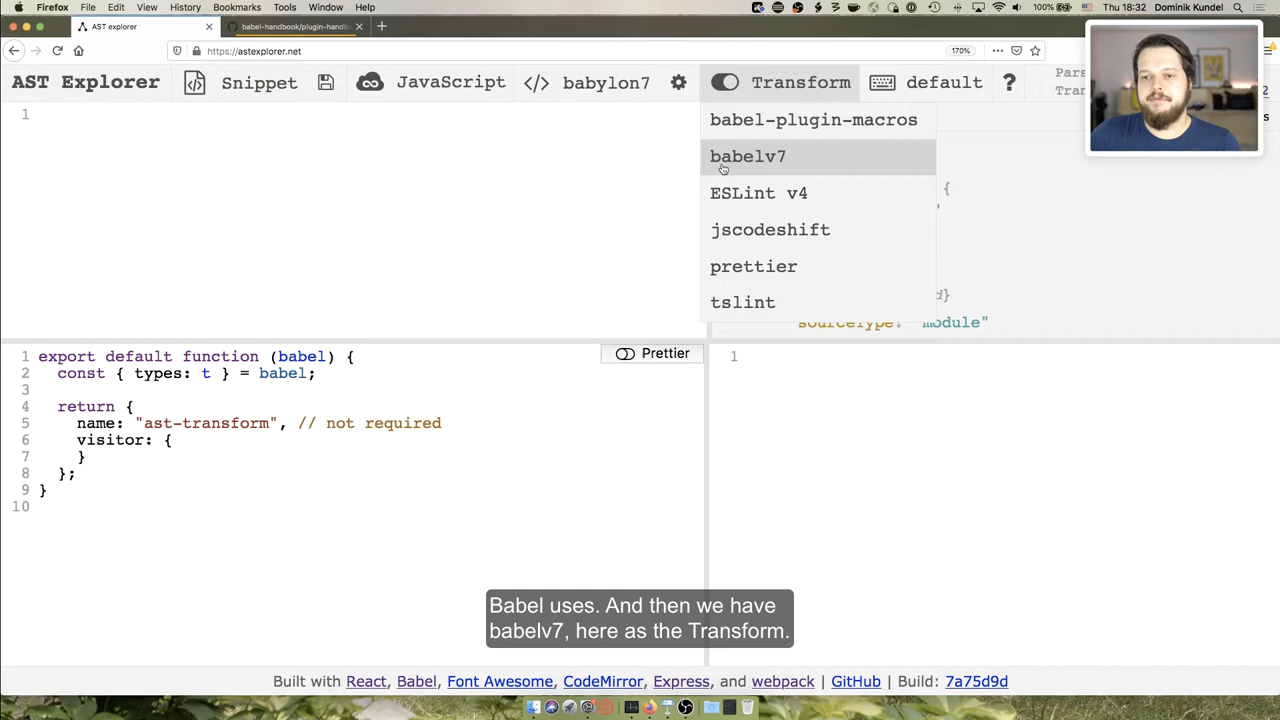 Firefox File Edit View History Bookmarks Tools Window Help
100% Thu 18:32 Dominik Kundel
AST explorer
babel-handbook/plugin-handb
https://astexplorer.net
170%
AST Explorer Snippet JavaScript </> babylon7 Transform default ?
Pars
Tran
2
s
babel-plugin-macros
babelv7
ESLint v4
jscodeshift
prettier
tslint
{
d}
sourceType: "module"
1
Prettier
1 export default function (babel) {
2 const { types: t } = babel;
3
4 return {
5 name: "ast-transform", // not required
6 visitor: {
7 }
8 };
9 }
10
1
Babel uses. And then we have
babelv7, here as the Transform.
Built with React, Babel, Font Awesome, CodeMirror, Express, and webpack | GitHub | Build: 7a75d9d